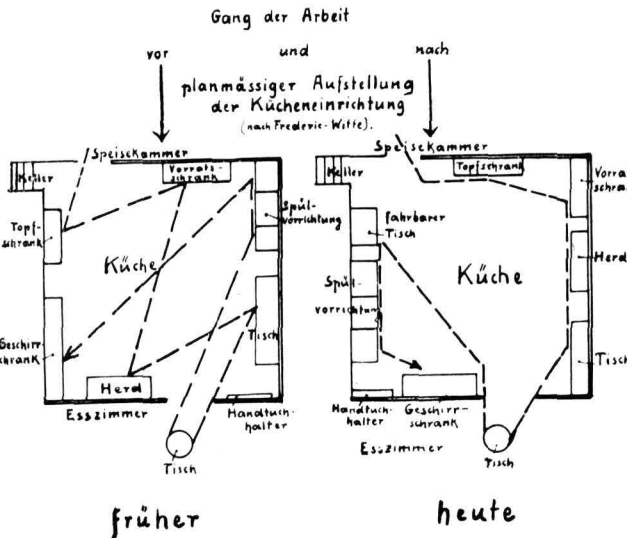 Gang der Arbeit
vor und nach
planmässiger Aufstellung
der Kücheneinrichtung
(nach Frederic-Witte).
Speisekammer
Keller
Vorrats-
schrank
Topf-
schrank
Spül-
vorrichtung
Küche
Geschirr-
schrank
Tisch
Herd
Esszimmer
Handtuch-
halter
Tisch
früher
Speisekammer
Keller
Topfschrank
Vorra
schran
fahrbarer
Tisch
Küche
Herd
Spül-
vorrichtung
Tisch
Handtuch-
halter
Geschirr-
schrank
Esszimmer
Tisch
heute